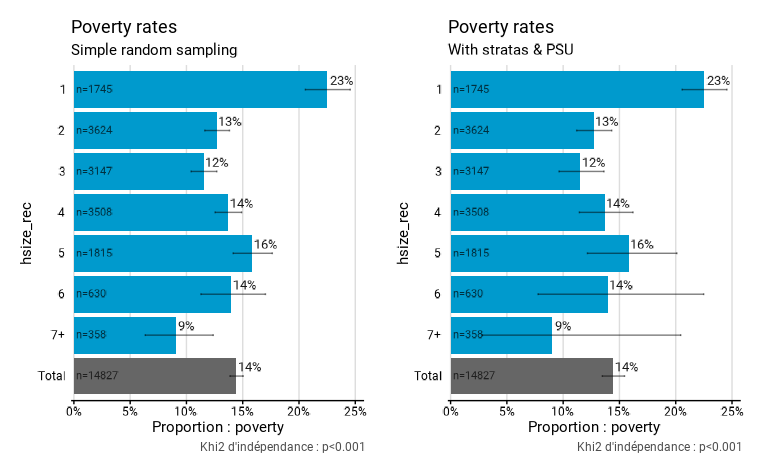 Poverty rates
Simple random sampling
hsize_rec
1 n=1745 23%
2 n=3624 13%
3 n=3147 12%
4 n=3508 14%
5 n=1815 16%
6 n=630 14%
7+ n=358 9%
Total n=14827 14%
0% 5% 10% 15% 20% 25%
Proportion : poverty
Khi2 d'indépendance : p<0.001
Poverty rates
With stratas & PSU
hsize_rec
1 n=1745 23%
2 n=3624 13%
3 n=3147 12%
4 n=3508 14%
5 n=1815 16%
6 n=630 14%
7+ n=358 9%
Total n=14827 14%
0% 5% 10% 15% 20% 25%
Proportion : poverty
Khi2 d'indépendance : p<0.001